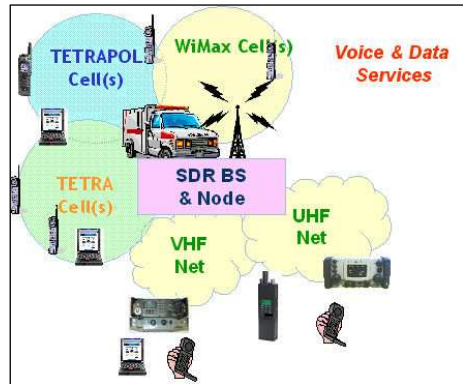 TETRAPOL
Cell(s)
WiMax Cell(s)
Voice & Data
Services
TETRA
Cell(s)
SDR BS
& Node
VHF
Net
UHF
Net